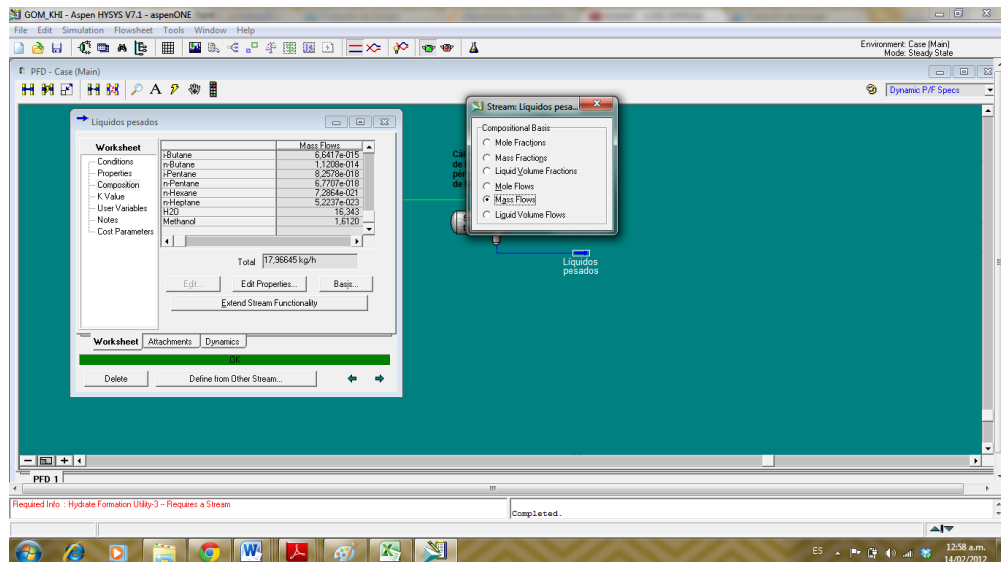 GOM_KHI - Aspen HYSYS V7.1 - aspenONE
File Edit Simulation Flowsheet Tools Window Help
Environment: Case (Main)
Mode: Steady State
PFD - Case (Main)
A
Dynamic P/F Specs
Líquidos pesados
Worksheet
Conditions
Properties
Composition
K Value
User Variables
Notes
Cost Parameters
Mass Flows
i-Butane 6,6417e-015
n-Butane 1,1208e-014
i-Pentane 8,2578e-018
n-Pentane 6,7707e-018
n-Hexane 7,2864e-021
n-Heptane 5,2237e-023
H2O 16,343
Methanol 1,6120
Total 17,96645 kg/h
Edit... Edit Properties... Basis...
Extend Stream Functionality
Worksheet Attachments Dynamics
OK
Delete Define from Other Stream...
Stream: Líquidos pesa...
Compositional Basis
Mole Fractions
Mass Fractions
Liquid Volume Fractions
Mole Flows
Mass Flows
Liquid Volume Flows
Líquidos
pesados
PFD 1
Required Info : Hydrate Formation Utility-3 -- Requires a Stream
Completed.
ES
12:58 a.m.
14/02/2012